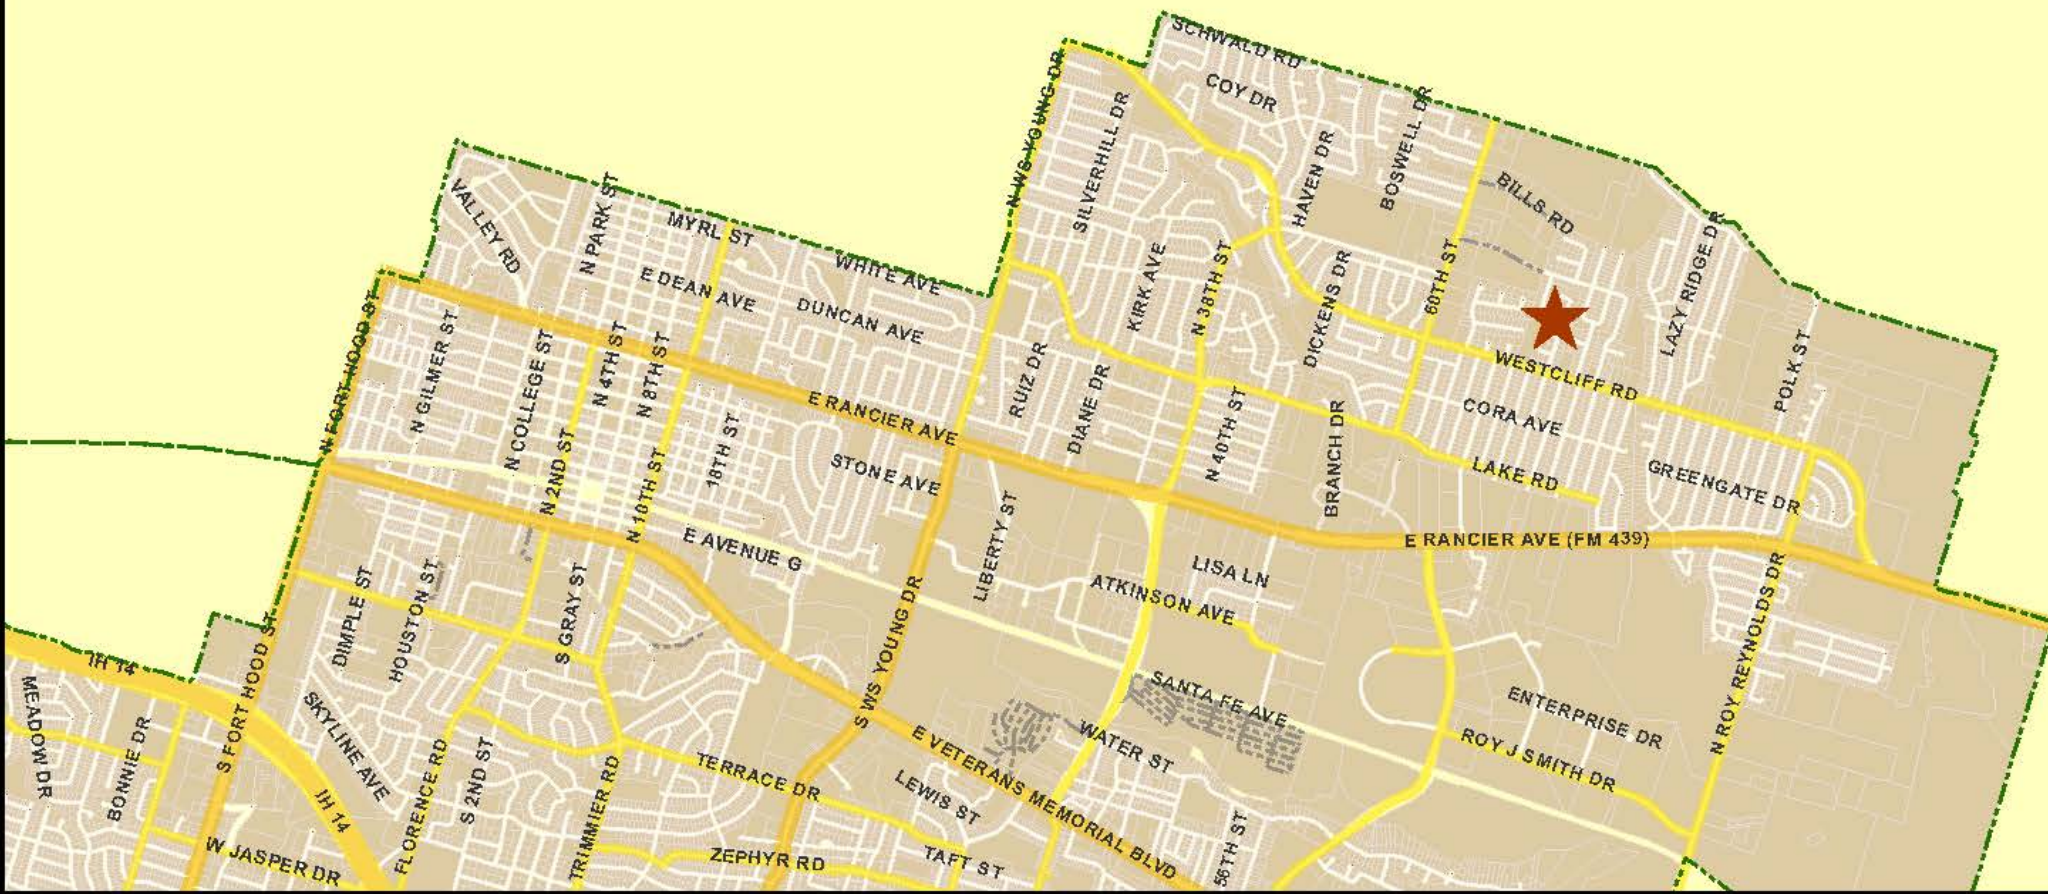 SCHWALD RD
COY DR
N WS YOUNG DR
SILVERHILL DR
HAVEN DR
BOSWELL DR
BILLS RD
VALLEY RD
N PARK ST
MYRL ST
WHITE AVE
E DEAN AVE
DUNCAN AVE
KIRK AVE
N 38TH ST
DICKENS DR
60TH ST
LAZY RIDGE DR
POLK ST
WESTCLIFF RD
N FORT HOOD ST
N GILMER ST
N COLLEGE ST
N 4TH ST
N 8TH ST
RUIZ DR
DIANE DR
E RANCIER AVE
N 40TH ST
BRANCH DR
CORA AVE
LAKE RD
GREENGATE DR
N 2ND ST
N 10TH ST
18TH ST
STONE AVE
LIBERTY ST
E RANCIER AVE (FM 439)
E AVENUE G
LISA LN
ATKINSON AVE
DIMPLE ST
HOUSTON ST
S GRAY ST
S WS YOUNG DR
N ROY REYNOLDS DR
IH 14
S FORT HOOD ST
SANTA FE AVE
ENTERPRISE DR
MEADOW DR
BONNIE DR
SKYLINE AVE
FLORENCE RD
S 2ND ST
TRIMMIER RD
TERRACE DR
E VETERANS MEMORIAL BLVD
WATER ST
ROY J SMITH DR
LEWIS ST
IH 14
W JASPER DR
ZEPHYR RD
TAFT ST
56TH ST